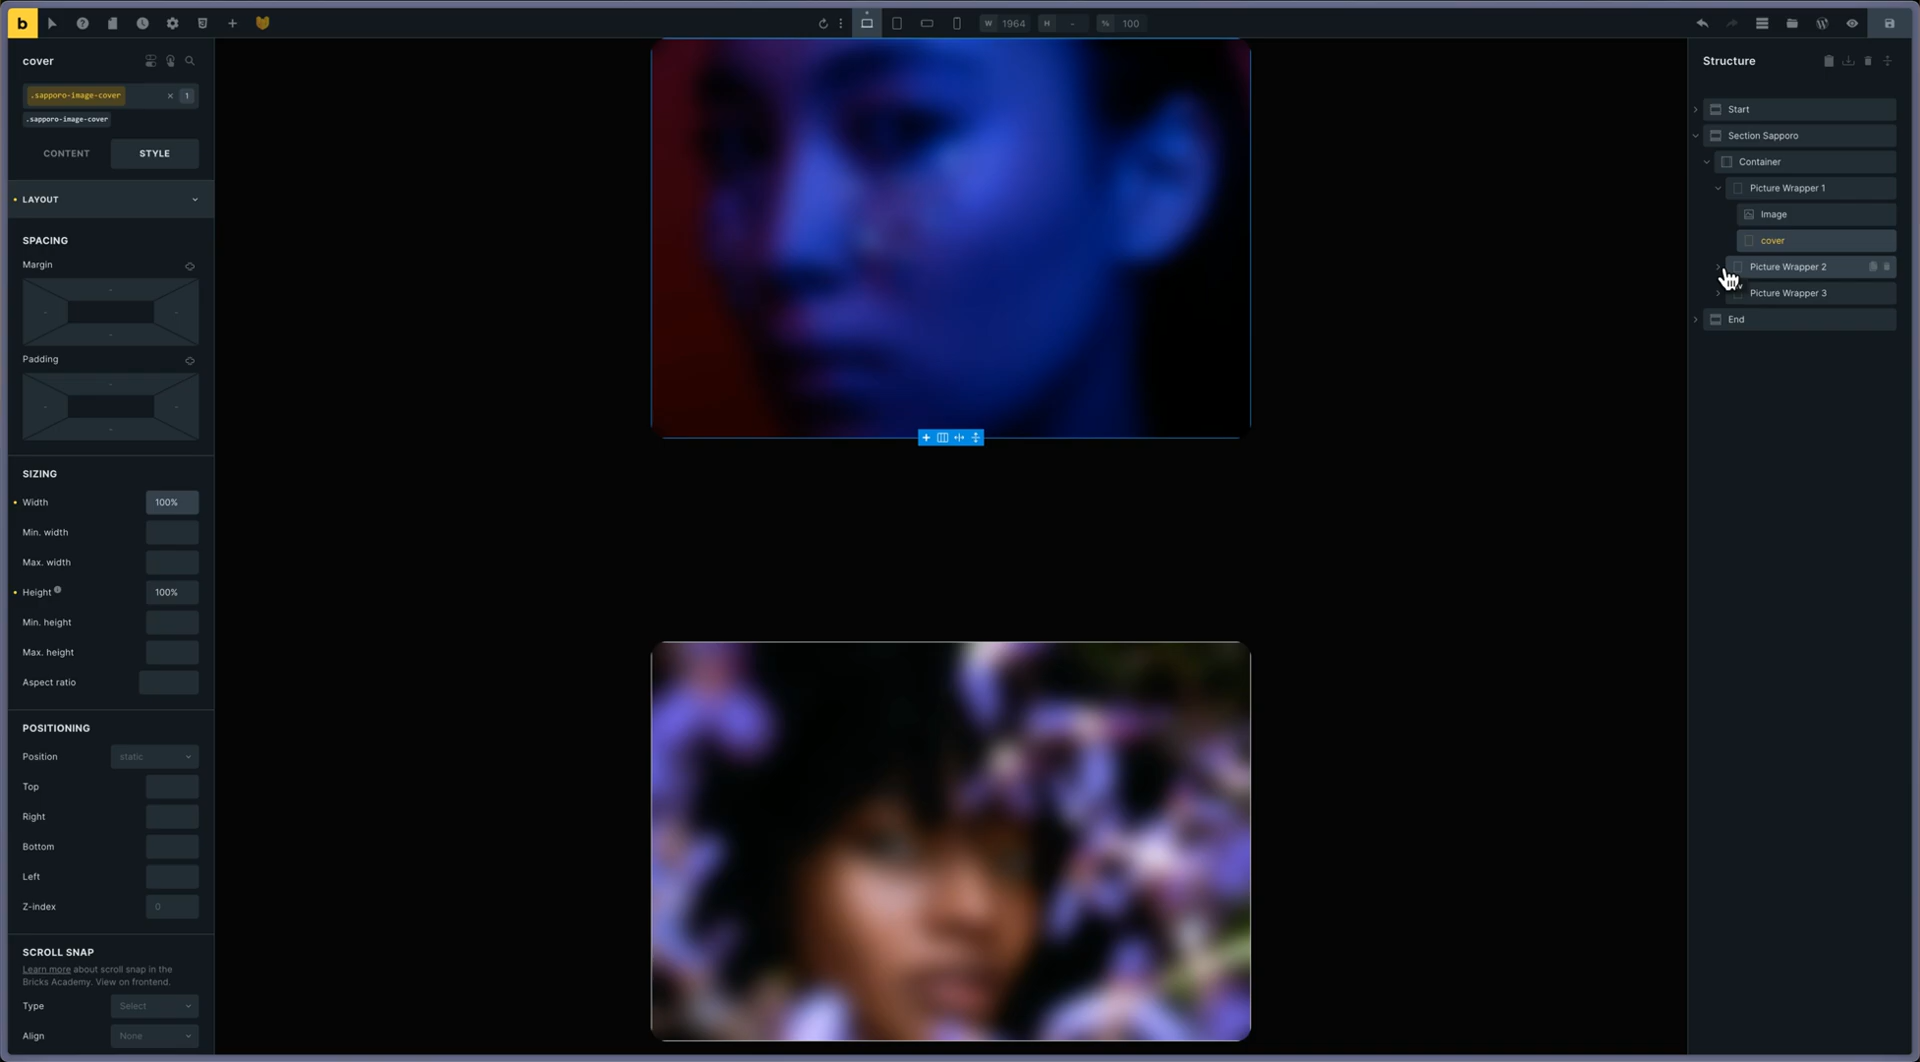 b
W 1964 H - % 100
cover
.sapporo-image-cover × 1
.sapporo-image-cover
CONTENT STYLE
LAYOUT
SPACING
Margin
Padding
SIZING
Width 100%
Min. width
Max. width
Height 100%
Min. height
Max. height
Aspect ratio
POSITIONING
Position static
Top
Right
Bottom
Left
Z-index 0
SCROLL SNAP
Learn more about scroll snap in the
Bricks Academy. View on frontend.
Type Select
Align None
Structure
Start
Section Sapporo
Container
Picture Wrapper 1
Image
cover
Picture Wrapper 2
Picture Wrapper 3
End